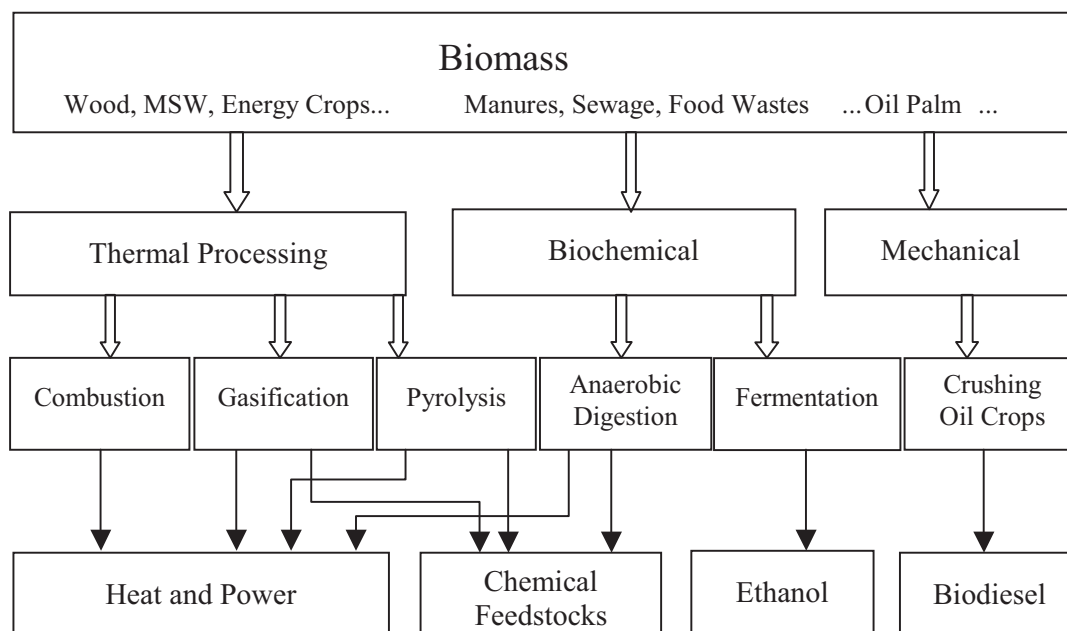 Biomass
Wood, MSW, Energy Crops... Manures, Sewage, Food Wastes ...Oil Palm ...
Thermal Processing
Biochemical
Mechanical
Combustion
Gasification
Pyrolysis
Anaerobic
Digestion
Fermentation
Crushing
Oil Crops
Heat and Power
Chemical
Feedstocks
Ethanol
Biodiesel